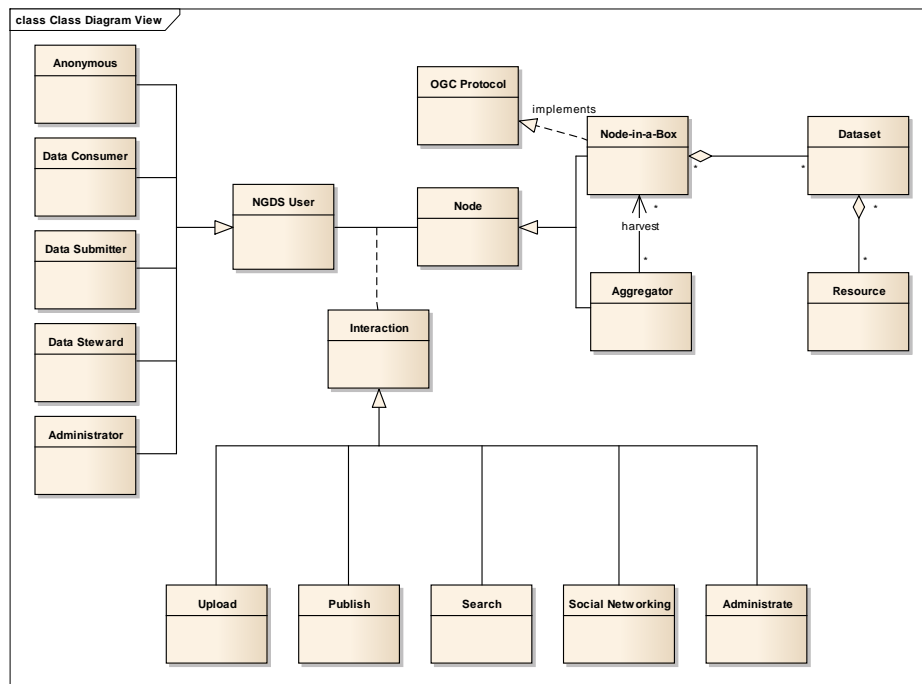 class Class Diagram View
Anonymous
OGC Protocol
implements
Node-in-a-Box
Dataset
Data Consumer
*
*
NGDS User
Node
*
*
harvest
Data Submitter
*
*
Aggregator
Resource
Interaction
Data Steward
Administrator
Upload
Publish
Search
Social Networking
Administrate